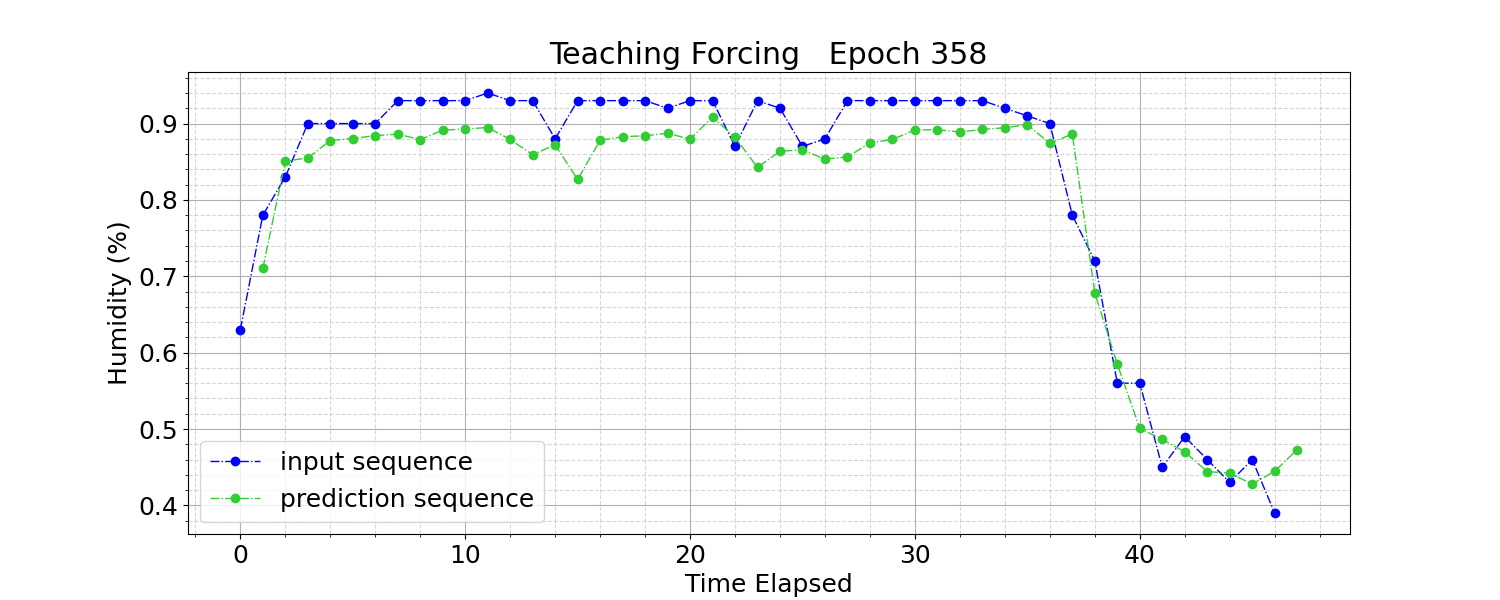 Teaching Forcing   Epoch 358
Humidity (%)
0.9
0.8
0.7
0.6
0.5
0.4
input sequence
prediction sequence
0 10 20 30 40
Time Elapsed